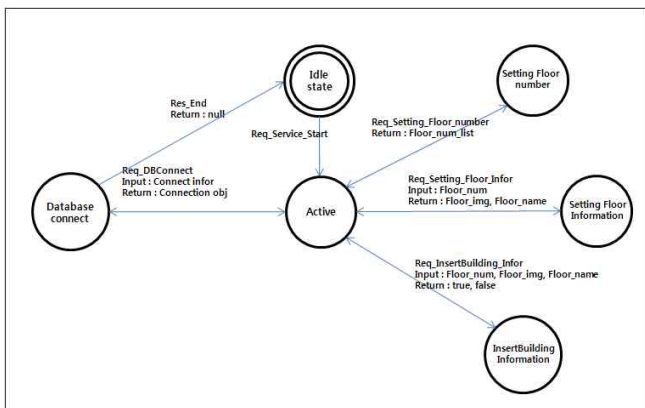 Idle
state
Setting Floor
number
Res_End
Return : null
Req_Setting_Floor_number
Return : Floor_num_list
Req_Service_Start
Req_DBConnect
Input : Connect infor
Return : Connection obj
Req_Setting_Floor_Infor
Input : Floor_num
Return : Floor_img, Floor_name
Database
connect
Active
Setting Floor
Information
Req_InsertBuilding_Infor
Input : Floor_num, Floor_img, Floor_name
Return : true, false
InsertBuilding
Information